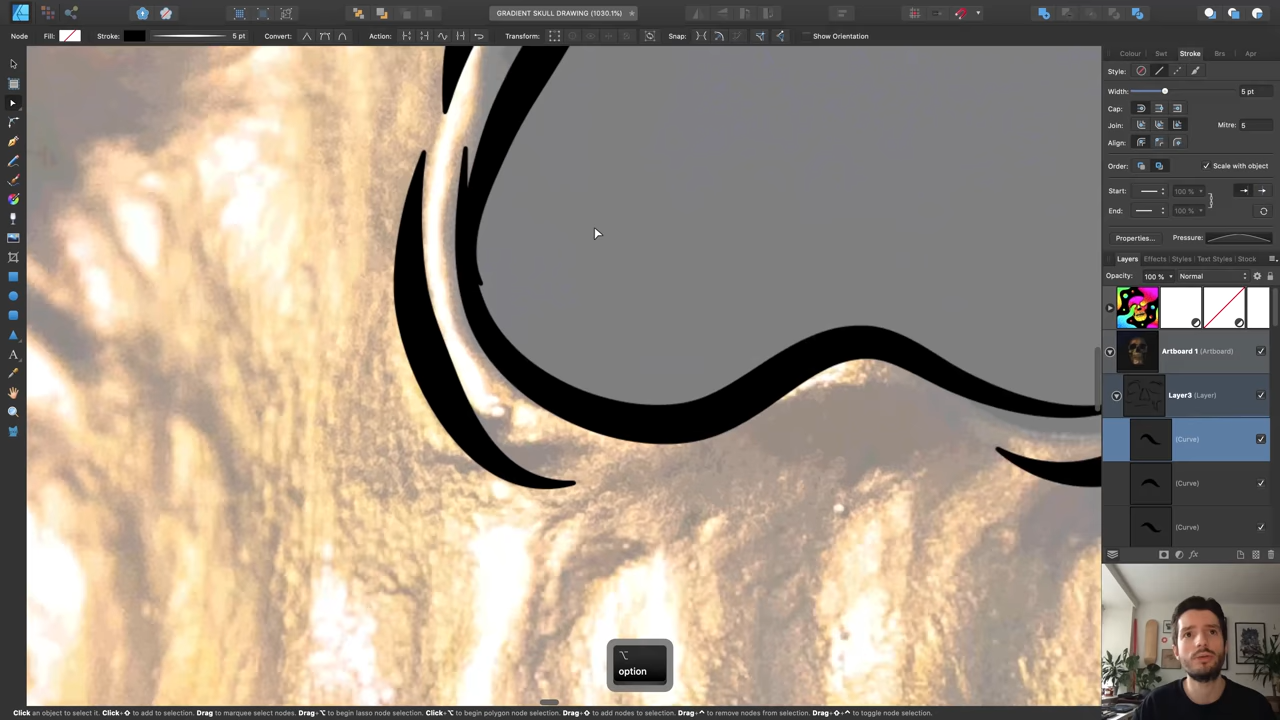 GRADIENT SKULL DRAWING (1030.1%)
Node Fill: Stroke: 5 pt Convert: Action: Transform: Snap: Show Orientation
Colour Swt Stroke Brs Apr
Style:
Width: 5 pt
Cap:
Join: Mitre: 5
Align:
Order: Scale with object
Start: 100 %
End: 100 %
Properties... Pressure:
Layers Effects Styles Text Styles Stock
Opacity: 100 % Normal
Artboard 1 (Artboard)
Layer3 (Layer)
(Curve)
(Curve)
(Curve)
⌥
option
Click an object to select it. Click+⇧ to add to selection. Drag to marquee select nodes. Drag+⌥ to begin lasso node selection. Click+⌥ to begin polygon node selection. Drag+⇧ to add nodes to selection. Drag+⌃ to remove nodes from selection. Drag+⇧+⌃ to toggle node selection.